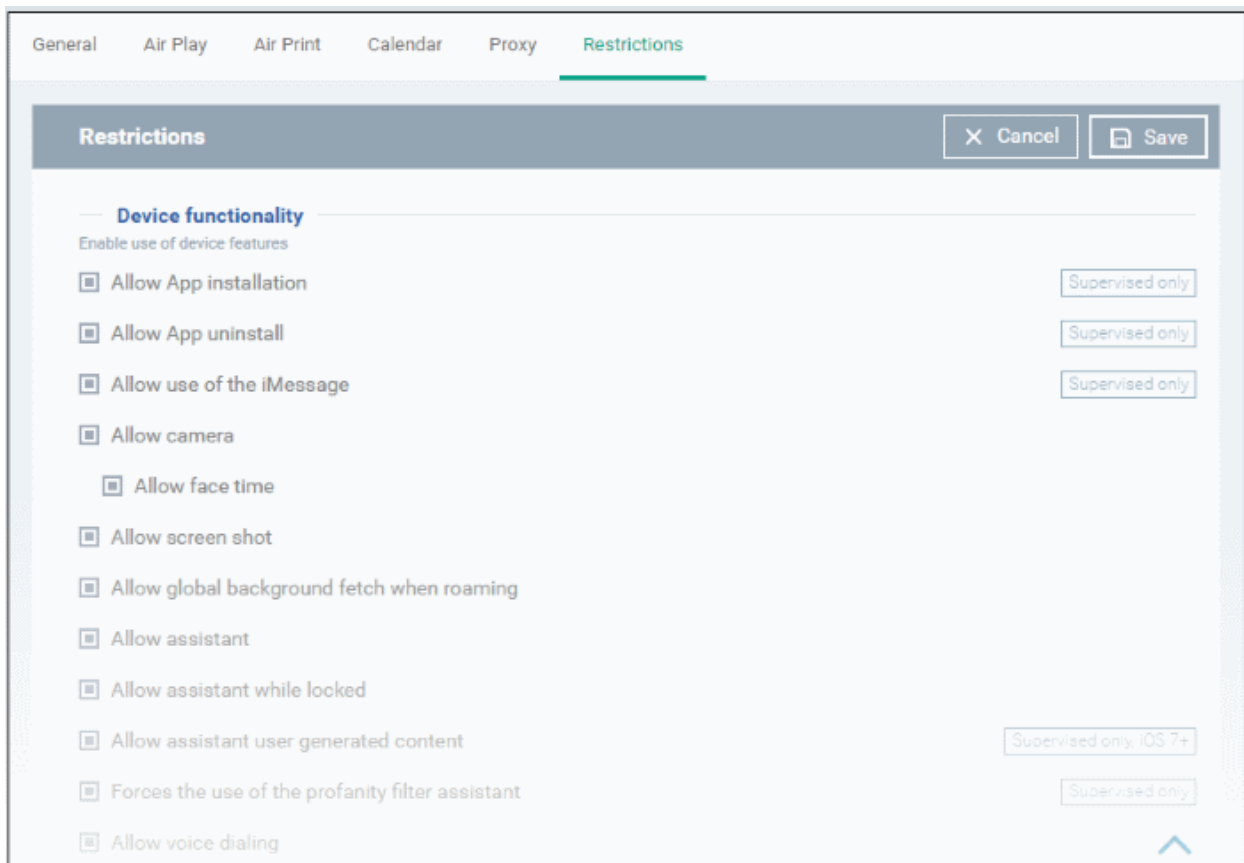 General Air Play Air Print Calendar Proxy Restrictions
Restrictions Cancel Save
Device functionality
Enable use of device features
Allow App installation Supervised only
Allow App uninstall Supervised only
Allow use of the iMessage Supervised only
Allow camera
Allow face time
Allow screen shot
Allow global background fetch when roaming
Allow assistant
Allow assistant while locked
Allow assistant user generated content Supervised only, iOS 7+
Forces the use of the profanity filter assistant Supervised only
Allow voice dialing